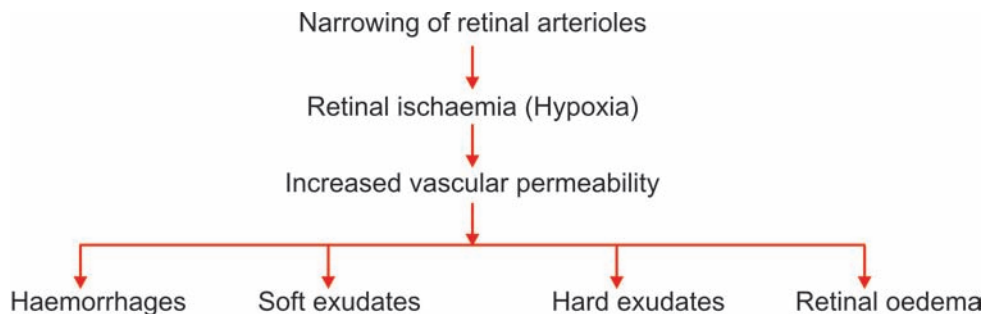 Narrowing of retinal arterioles
Retinal ischaemia (Hypoxia)
Increased vascular permeability
Haemorrhages Soft exudates Hard exudates Retinal oedema